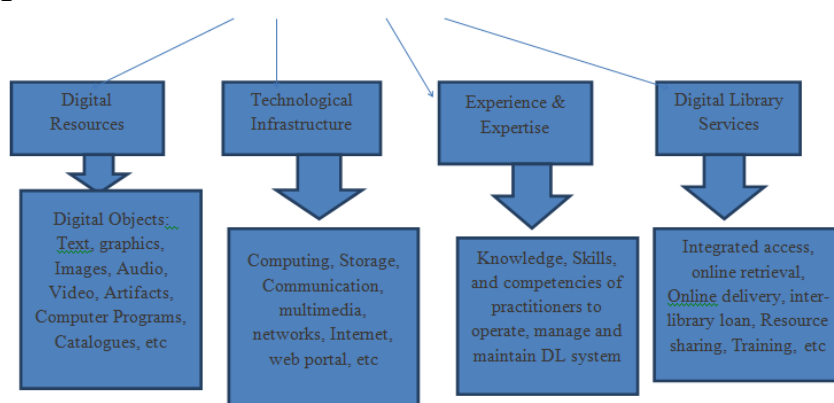 Digital
Resources
Technological
Infrastructure
Experience &
Expertise
Digital Library
Services
Digital Objects:
Text, graphics,
Images, Audio,
Video, Artifacts,
Computer Programs,
Catalogues, etc
Computing, Storage,
Communication,
multimedia,
networks, Internet,
web portal, etc
Knowledge, Skills,
and competencies of
practitioners to
operate, manage and
maintain DL system
Integrated access,
online retrieval,
Online delivery, inter-
library loan, Resource
sharing, Training, etc